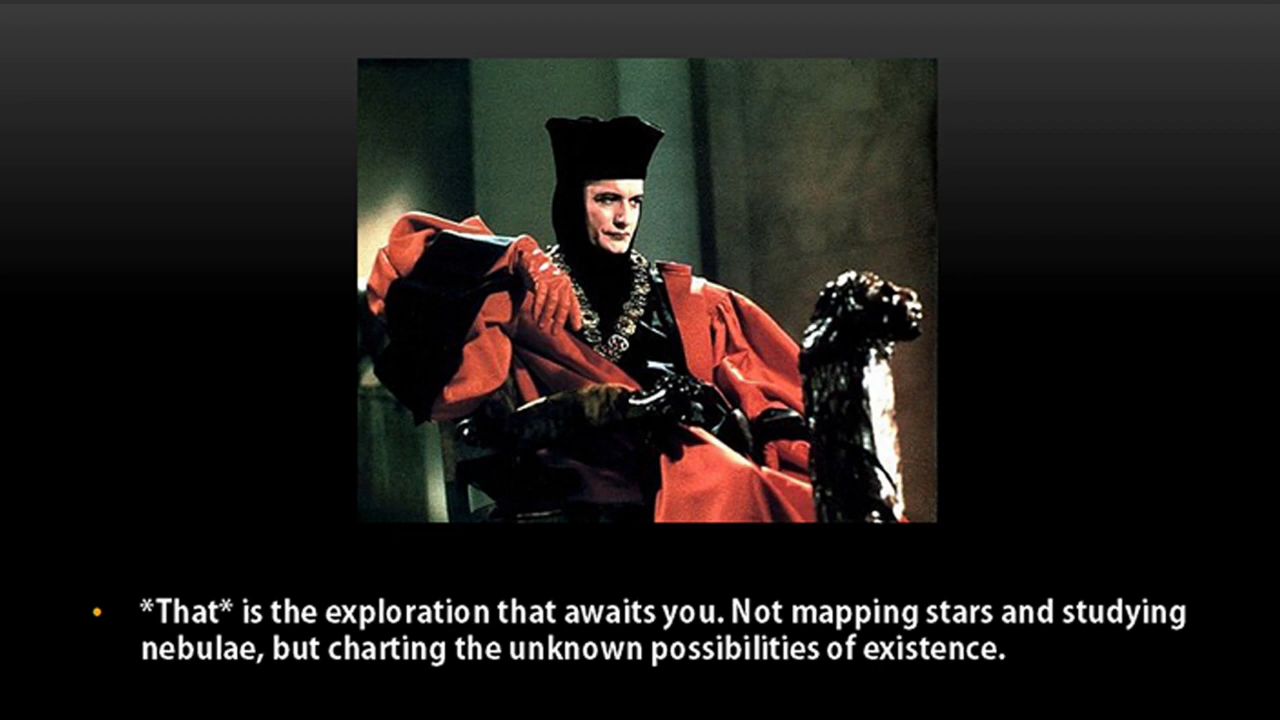 *That* is the exploration that awaits you. Not mapping stars and studying
nebulae, but charting the unknown possibilities of existence.